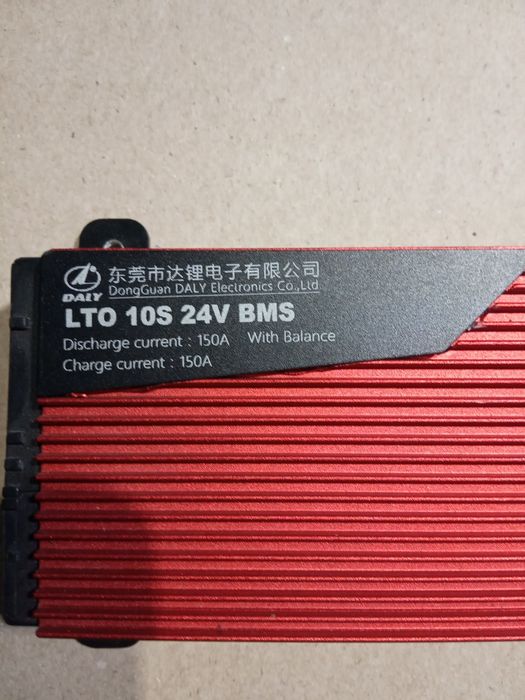 东莞市达锂电子有限公司
DongGuan DALY Electronics Co.,Ltd
DALY
LTO 10S 24V BMS
Discharge current : 150A With Balance
Charge current : 150A